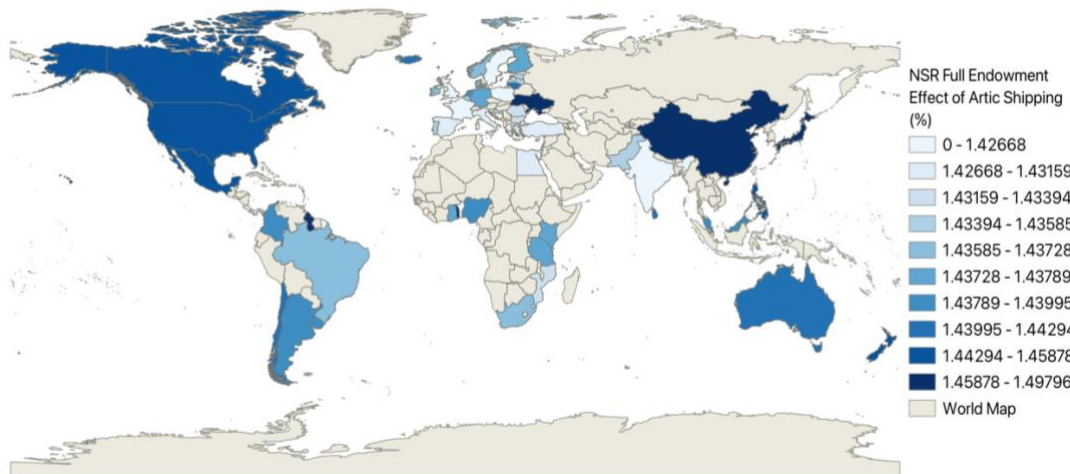 NSR Full Endowment
Effect of Artic Shipping
(%)
0 - 1.42668
1.42668 - 1.43159
1.43159 - 1.43394
1.43394 - 1.43585
1.43585 - 1.43728
1.43728 - 1.43789
1.43789 - 1.43995
1.43995 - 1.44294
1.44294 - 1.45878
1.45878 - 1.49796
World Map